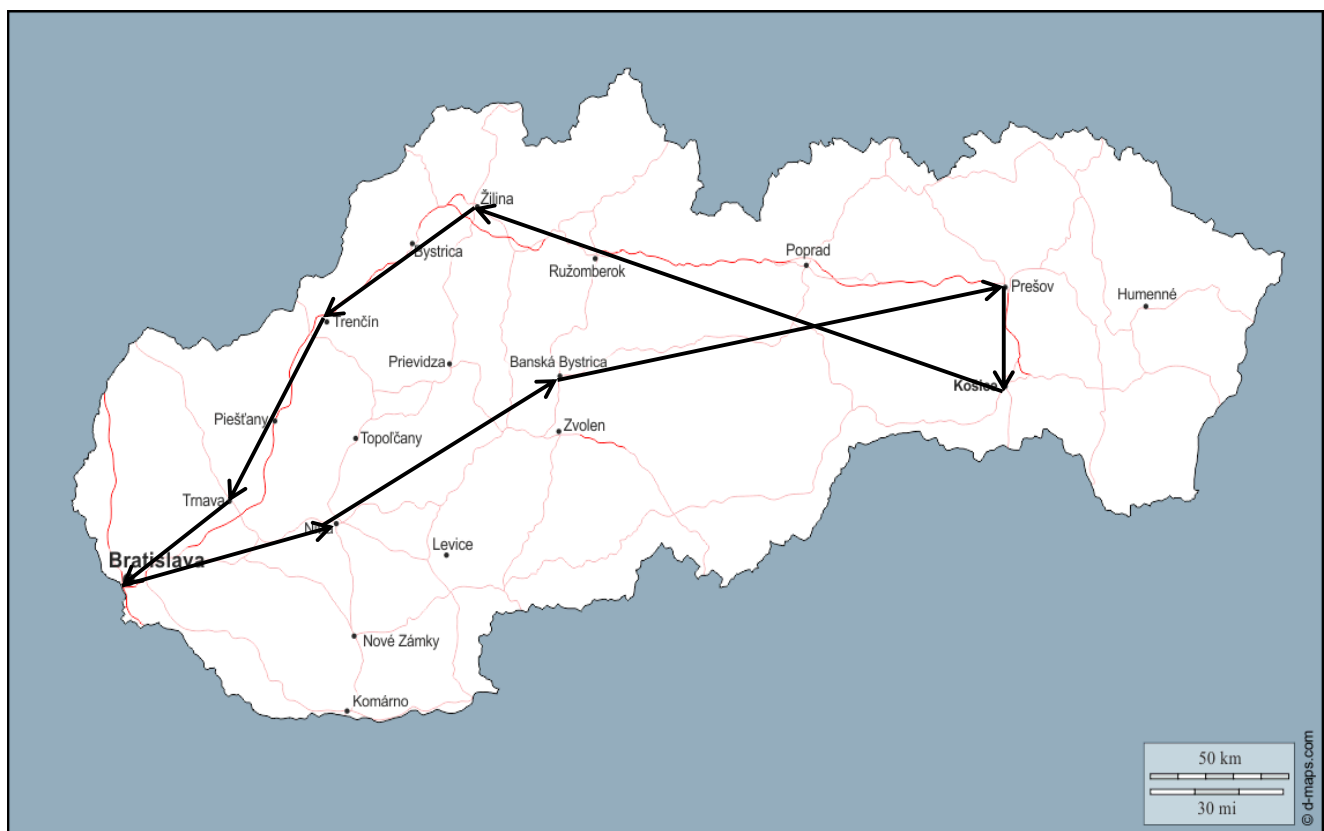 Žilina
Bystrica
Ružomberok
Poprad
Prešov
Humenné
Trenčín
Prievidza
Banská Bystrica
Košice
Piešťany
Topoľčany
Zvolen
Trnava
Nitra
Levice
Bratislava
Nové Zámky
Komárno
50 km
30 mi
© d-maps.com